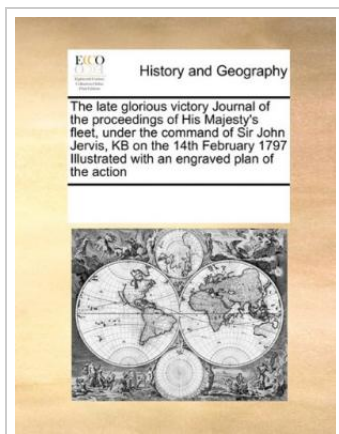 ECCO
History and Geography
The late glorious victory Journal of
the proceedings of His Majesty's
fleet, under the command of Sir John
Jervis, KB on the 14th February 1797
Illustrated with an engraved plan of
the action